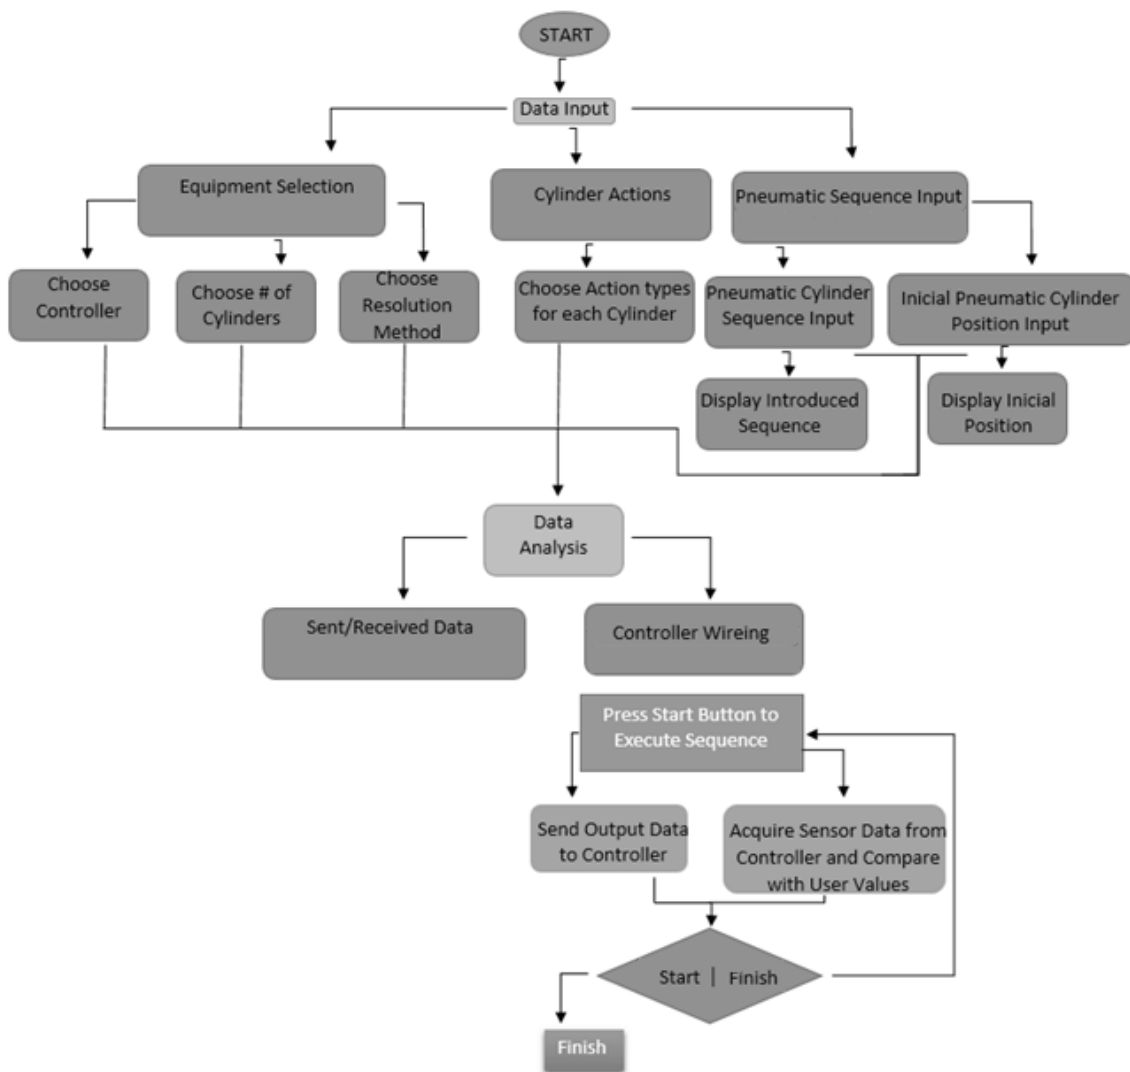 START
Data Input
Equipment Selection
Cylinder Actions
Pneumatic Sequence Input
Choose
Controller
Choose # of
Cylinders
Choose
Resolution
Method
Choose Action types
for each Cylinder
Pneumatic Cylinder
Sequence Input
Inicial Pneumatic Cylinder
Position Input
Display Introduced
Sequence
Display Inicial
Position
Data
Analysis
Sent/Received Data
Controller Wireing
Press Start Button to
Execute Sequence
Send Output Data
to Controller
Acquire Sensor Data from
Controller and Compare
with User Values
Start | Finish
Finish